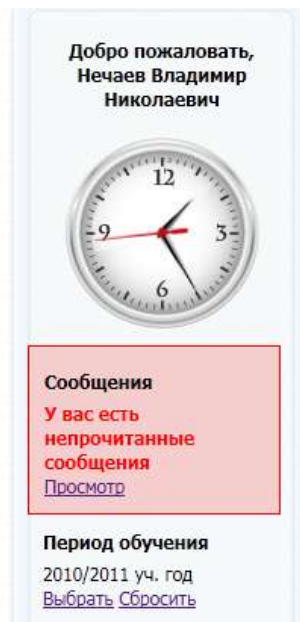 Добро пожаловать,
Нечаев Владимир
Николаевич
12
9
3
6
Сообщения
У вас есть
непрочитанные
сообщения
Просмотр
Период обучения
2010/2011 уч. год
Выбрать Сбросить